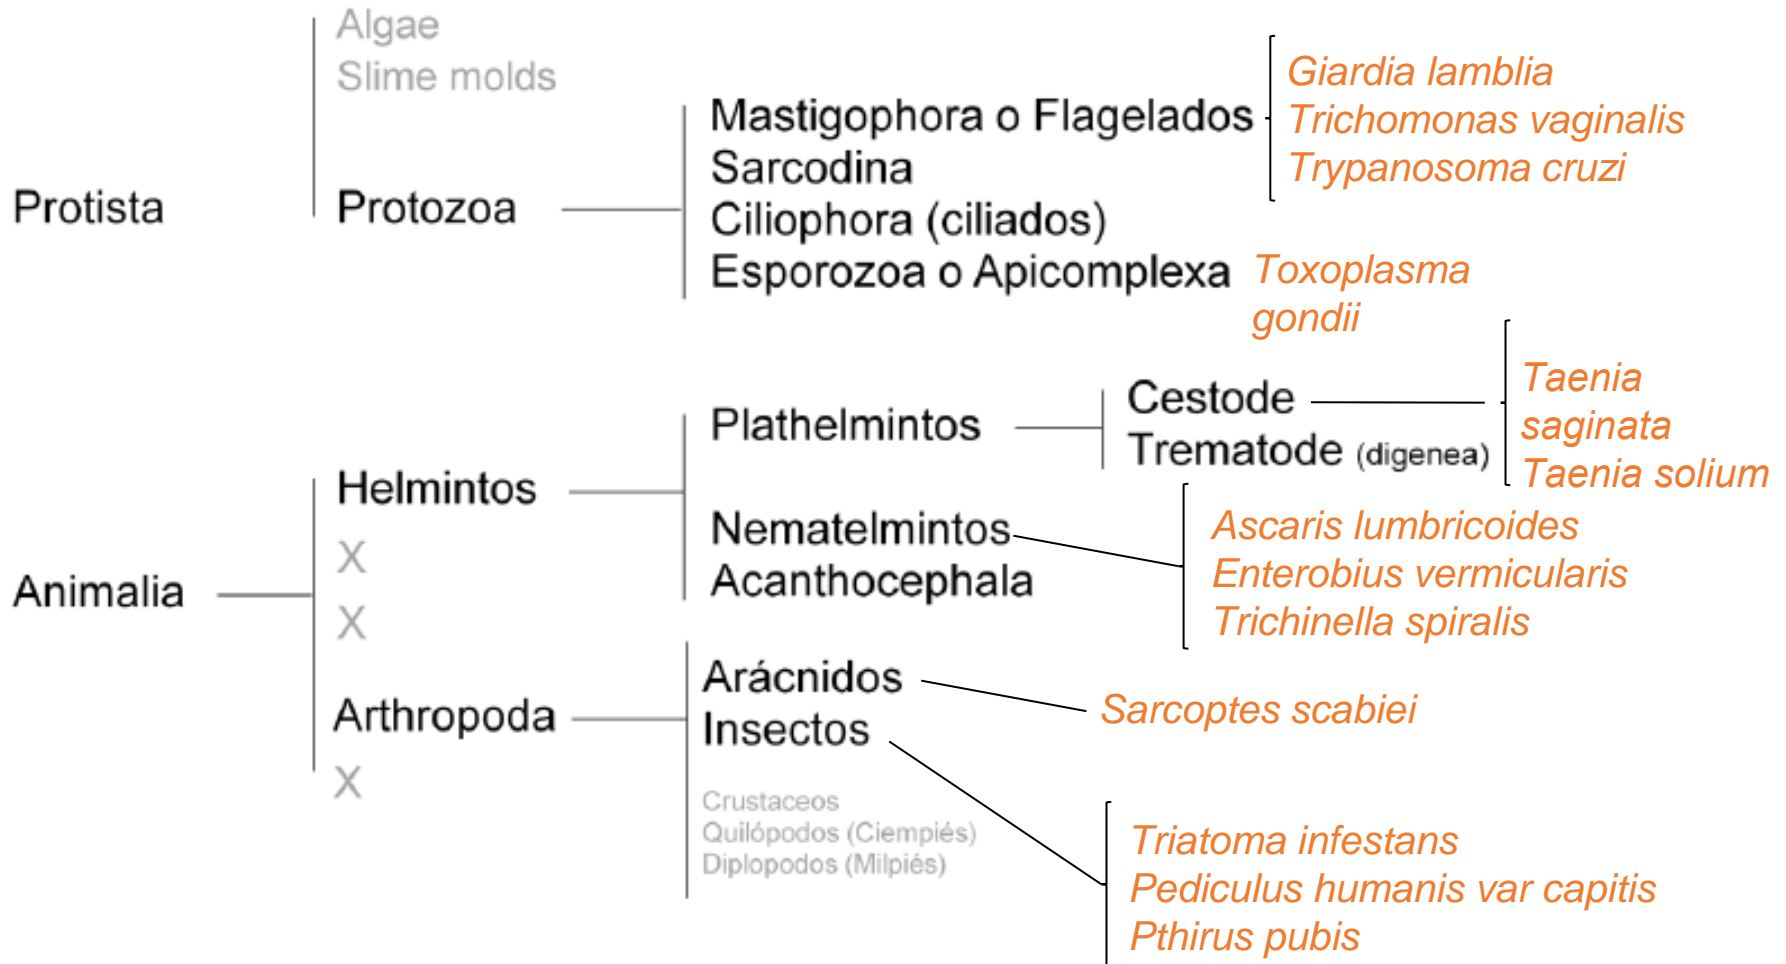 Algae
Slime molds
Protista
Protozoa
Mastigophora o Flagelados
Sarcodina
Ciliophora (ciliados)
Esporozoa o Apicomplexa
Giardia lamblia
Trichomonas vaginalis
Trypanosoma cruzi
Toxoplasma
gondii
Animalia
Helmintos
X
X
Arthropoda
X
Plathelmintos
Cestode
Trematode (digenea)
Taenia
saginata
Taenia solium
Nematelmintos
Acanthocephala
Ascaris lumbricoides
Enterobius vermicularis
Trichinella spiralis
Arácnidos
Insectos
Crustaceos
Quilópodos (Ciempiés)
Diplopodos (Milpiés)
Sarcoptes scabiei
Triatoma infestans
Pediculus humanis var capitis
Pthirus pubis